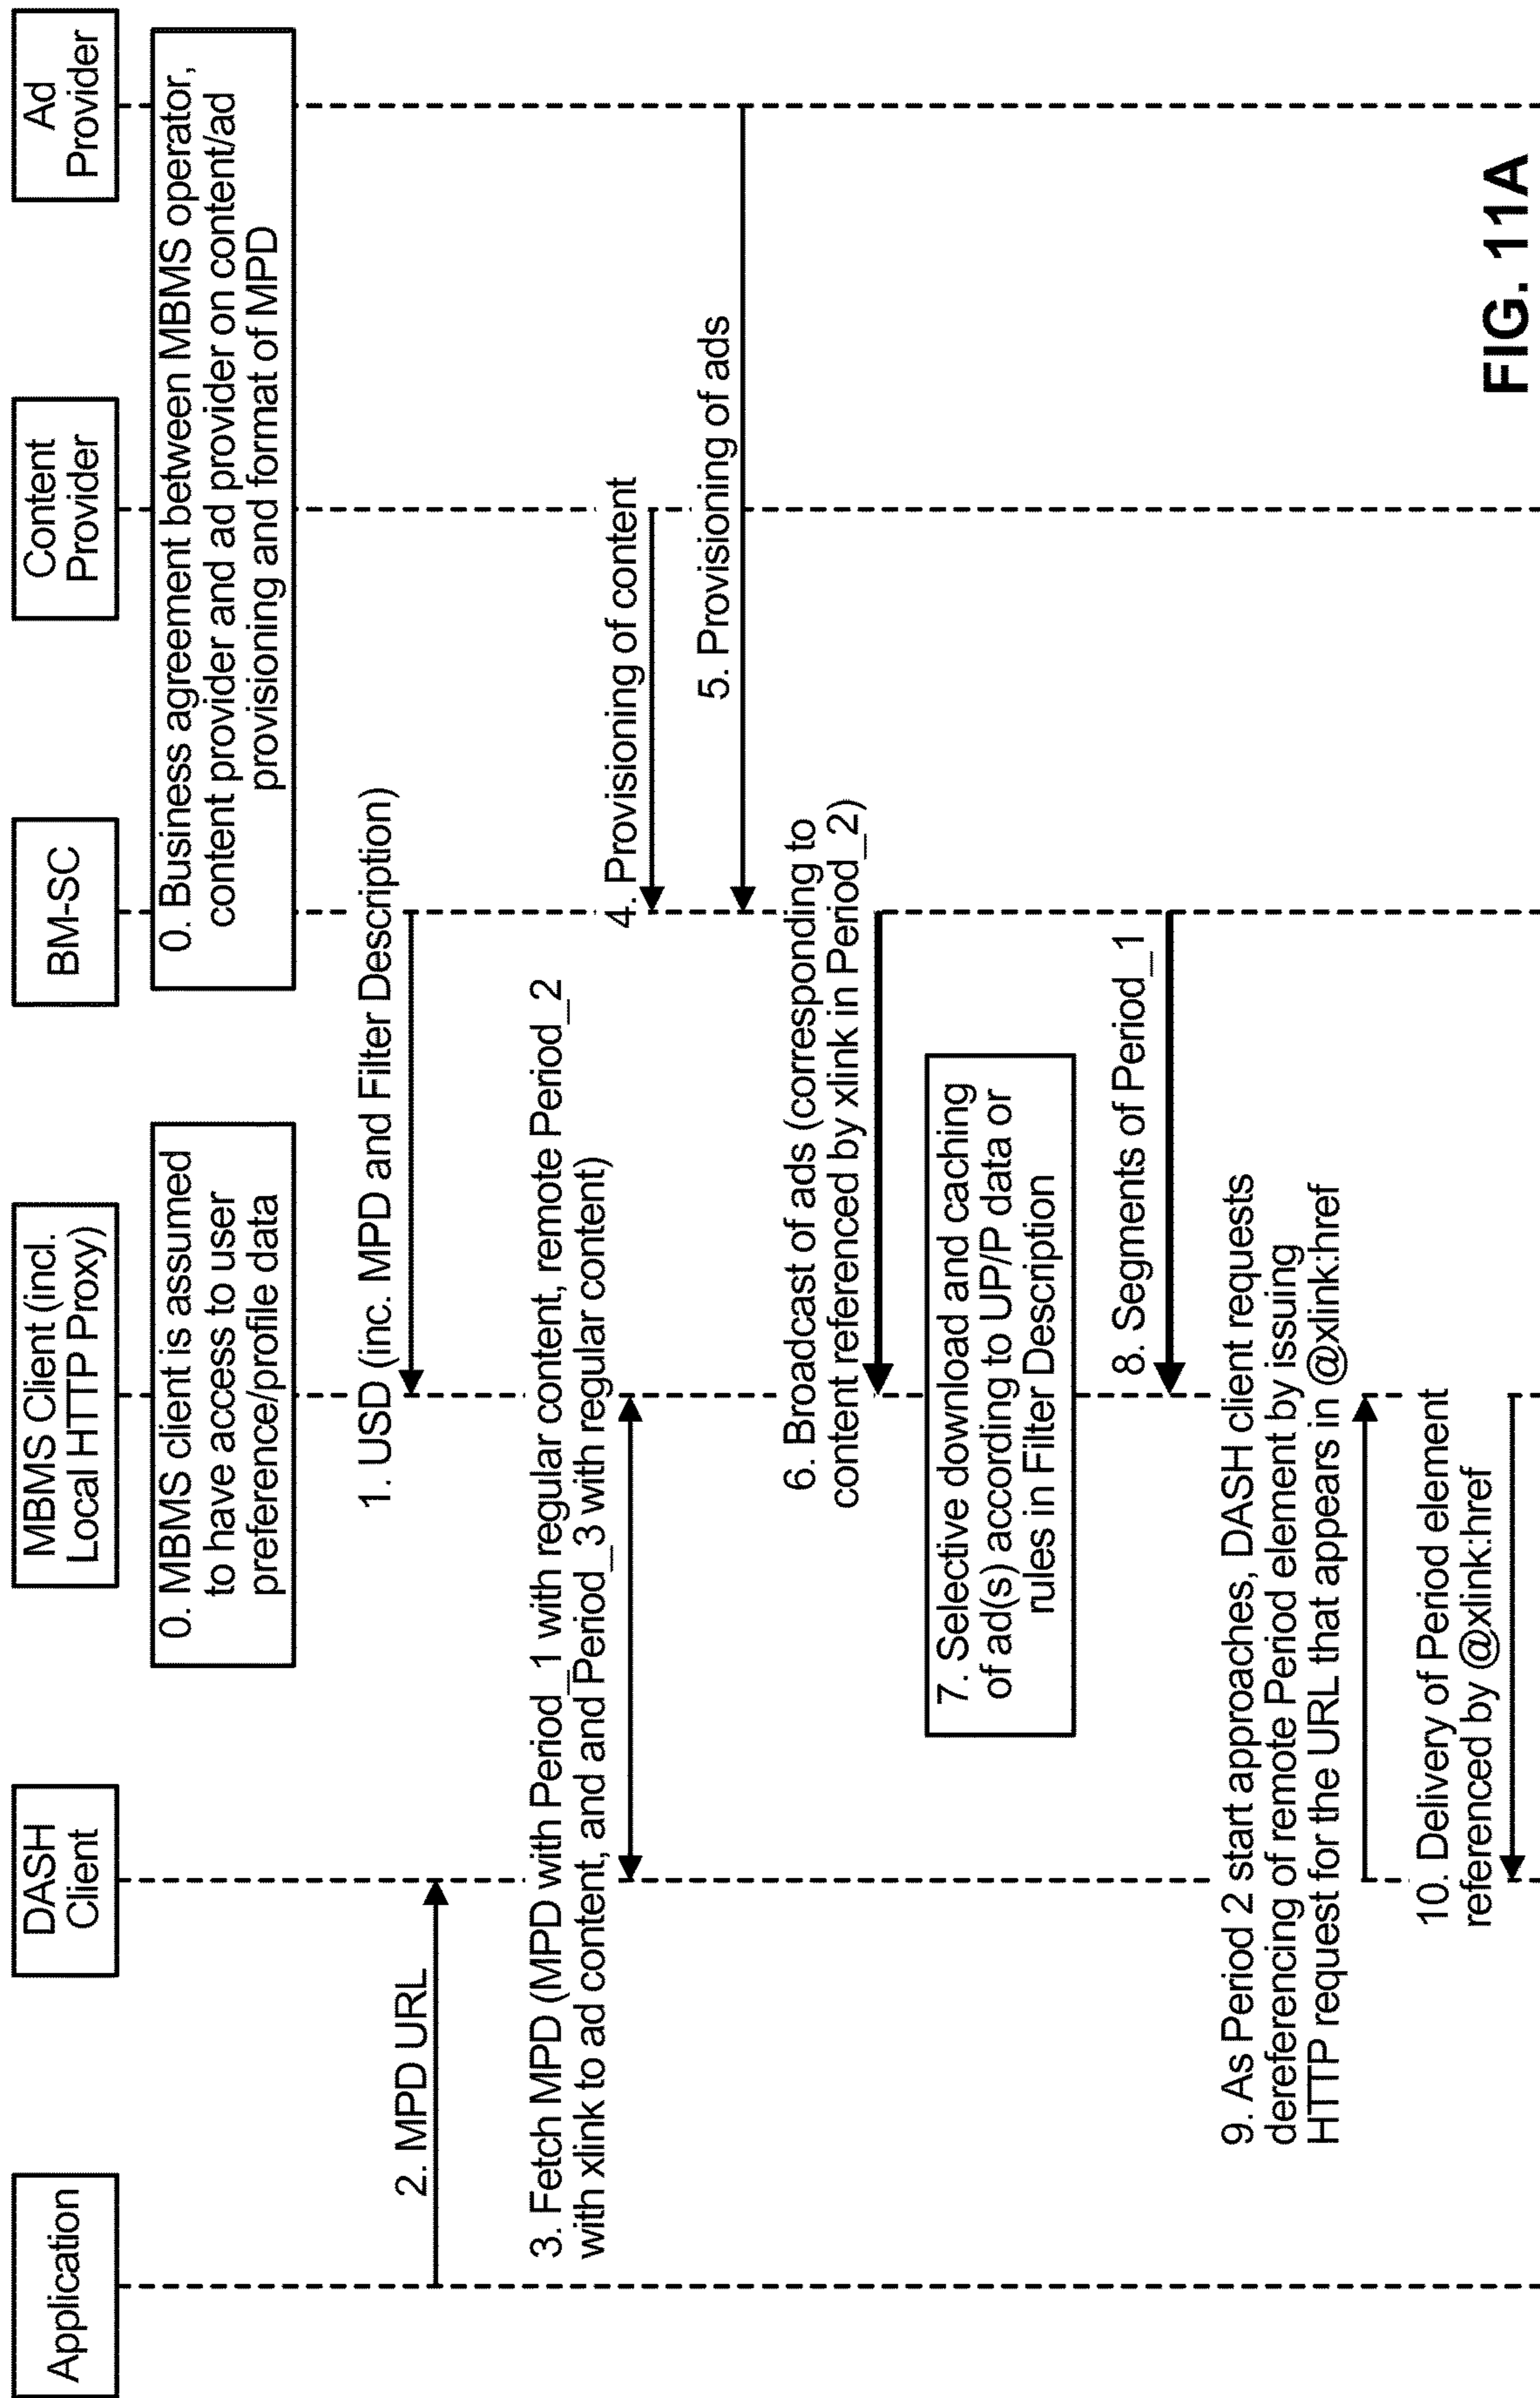 Application
DASH
Client
MBMS Client (incl.
Local HTTP Proxy)
BM-SC
Content
Provider
Ad
Provider
0. MBMS client is assumed
to have access to user
preference/profile data
0. Business agreement between MBMS operator,
content provider and ad provider on content/ad
provisioning and format of MPD
1. USD (inc. MPD and Filter Description)
2. MPD URL
3. Fetch MPD (MPD with Period_1 with regular content, remote Period_2
with xlink to ad content, and and Period_3 with regular content)
4. Provisioning of content
5. Provisioning of ads
6. Broadcast of ads (corresponding to
content referenced by xlink in Period_2)
7. Selective download and caching
of ad(s) according to UP/P data or
rules in Filter Description
8. Segments of Period_1
9. As Period 2 start approaches, DASH client requests
dereferencing of remote Period element by issuing
HTTP request for the URL that appears in @xlink:href
10. Delivery of Period element
referenced by @xlink:href
FIG. 11A